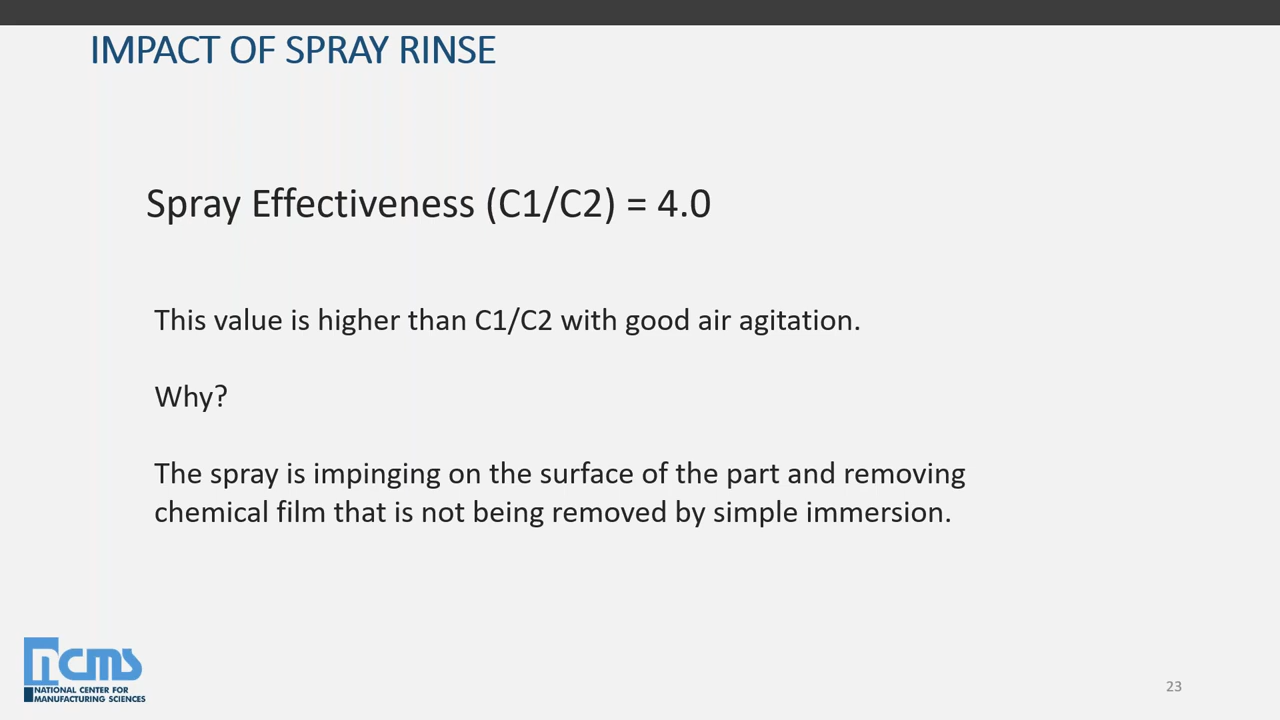 IMPACT OF SPRAY RINSE
Spray Effectiveness (C1/C2) = 4.0
This value is higher than C1/C2 with good air agitation.
Why?
The spray is impinging on the surface of the part and removing
chemical film that is not being removed by simple immersion.
ncms
NATIONAL CENTER FOR
MANUFACTURING SCIENCES
23